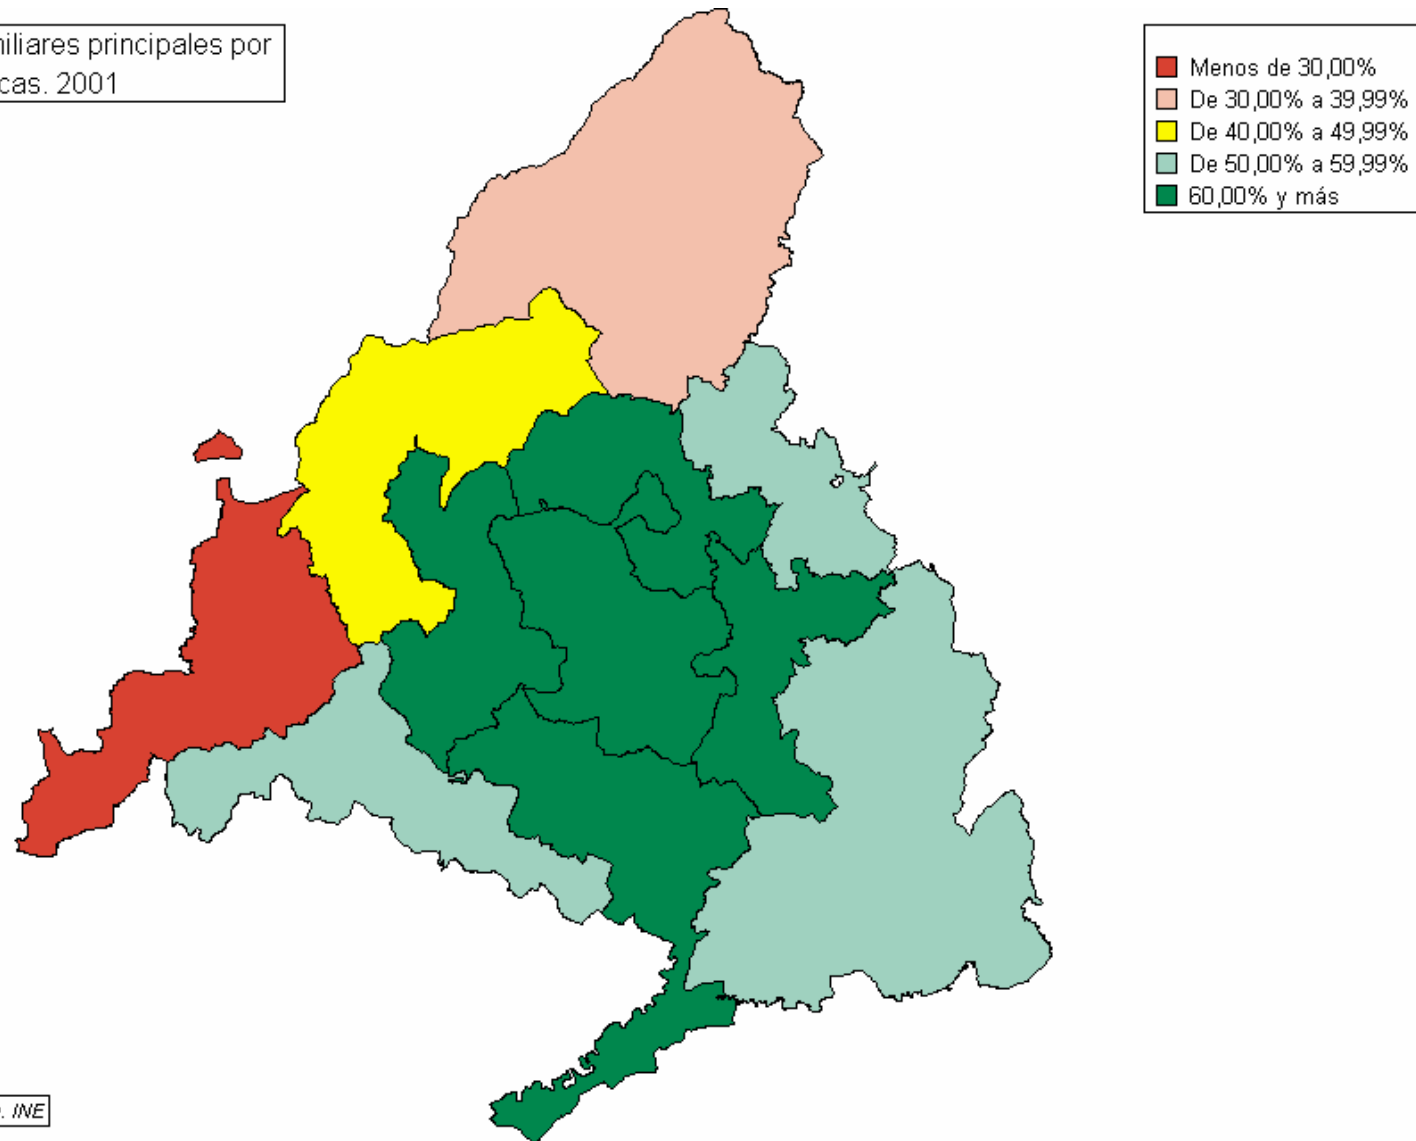 iliares principales por
cas. 2001
Menos de 30,00%
De 30,00% a 39,99%
De 40,00% a 49,99%
De 50,00% a 59,99%
60,00% y más
. INE